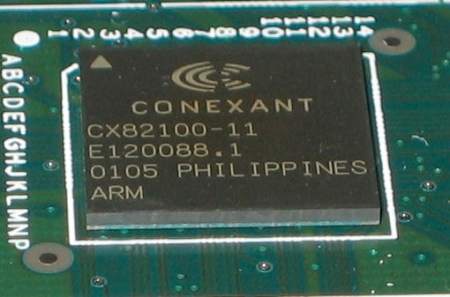 1 2 3 4 5 6 7 8 9 10 11 12 13 14
ABCDEFGHJKLMNP
CONEXANT
CX82100-11
E120088.1
0105 PHILIPPINES
ARM